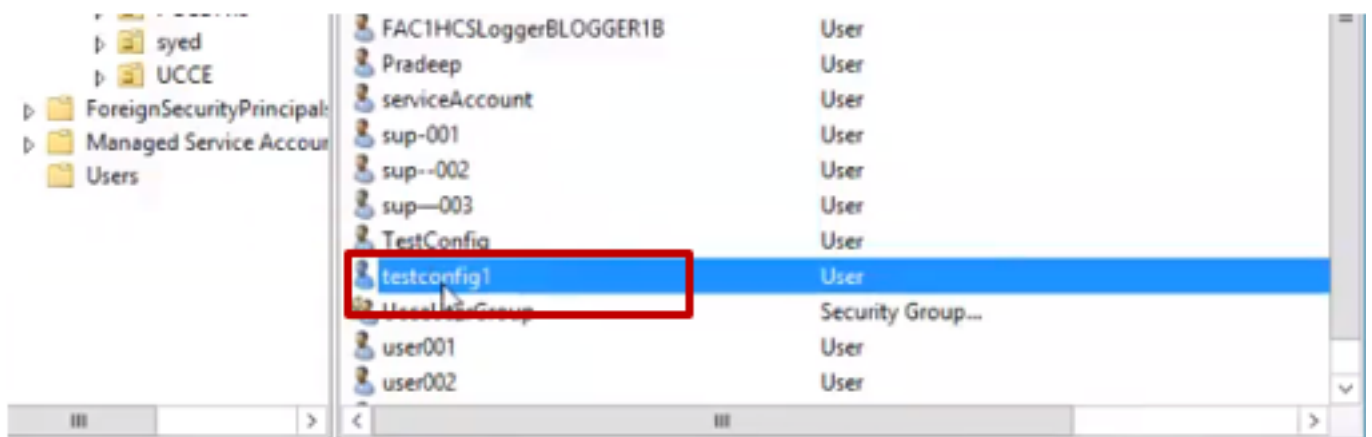 syed
UCCE
ForeignSecurityPrincipal:
Managed Service Accour
Users
FAC1HCSLoggerBLOGGER1B User
Pradeep User
serviceAccount User
sup-001 User
sup--002 User
sup—003 User
TestConfig User
testconfig1 User
Security Group...
user001 User
user002 User